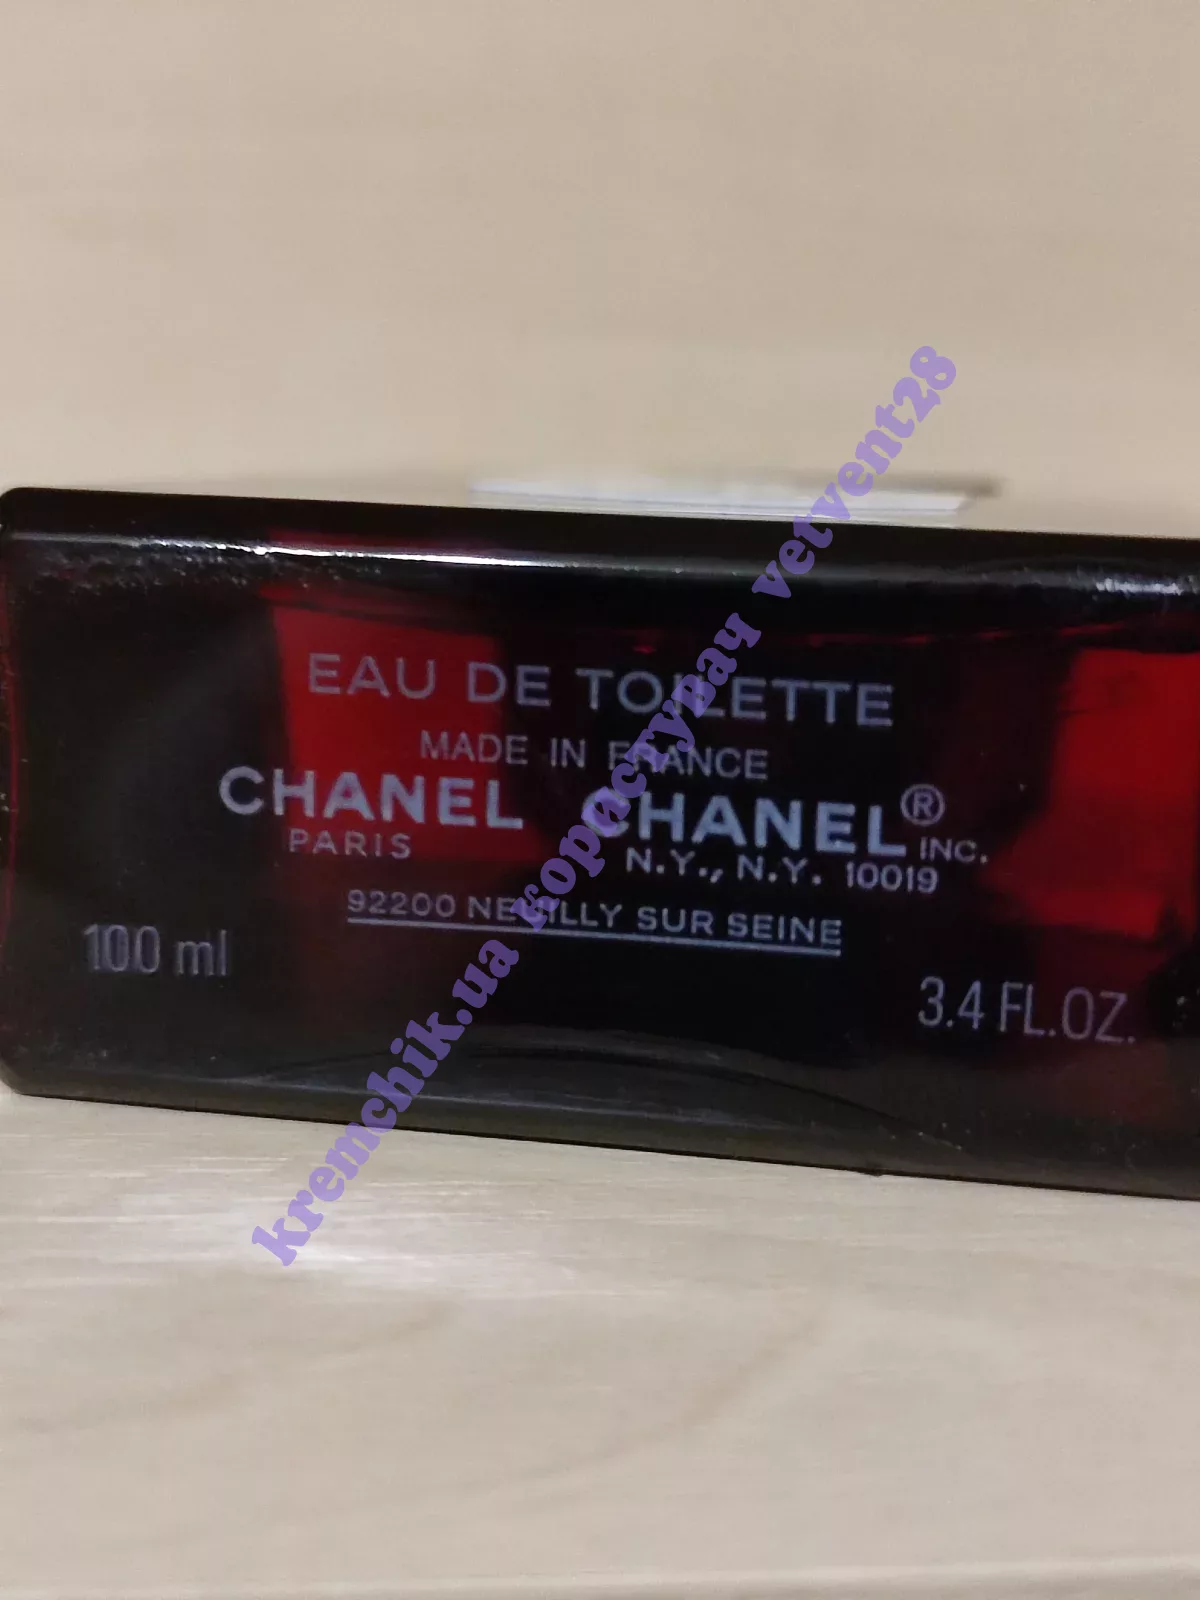 EAU DE TOILETTE
MADE IN FRANCE
CHANEL CHANEL®
PARIS INC.
N.Y., N.Y. 10019
92200 NEUILLY SUR SEINE
100 ml
3.4 FL.OZ.
kremchik.ua користувач vetvent28